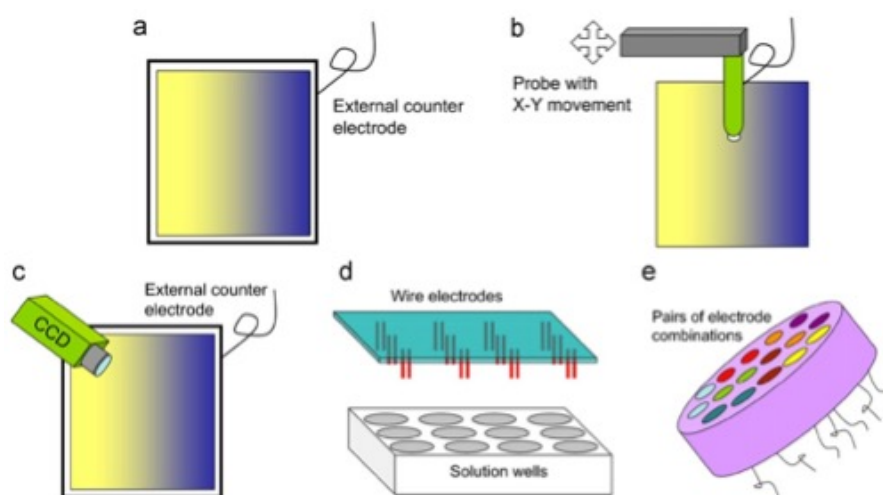 a
External counter
electrode
b
Probe with
X-Y movement
c
CCD
External counter
electrode
d
Wire electrodes
Solution wells
e
Pairs of electrode
combinations